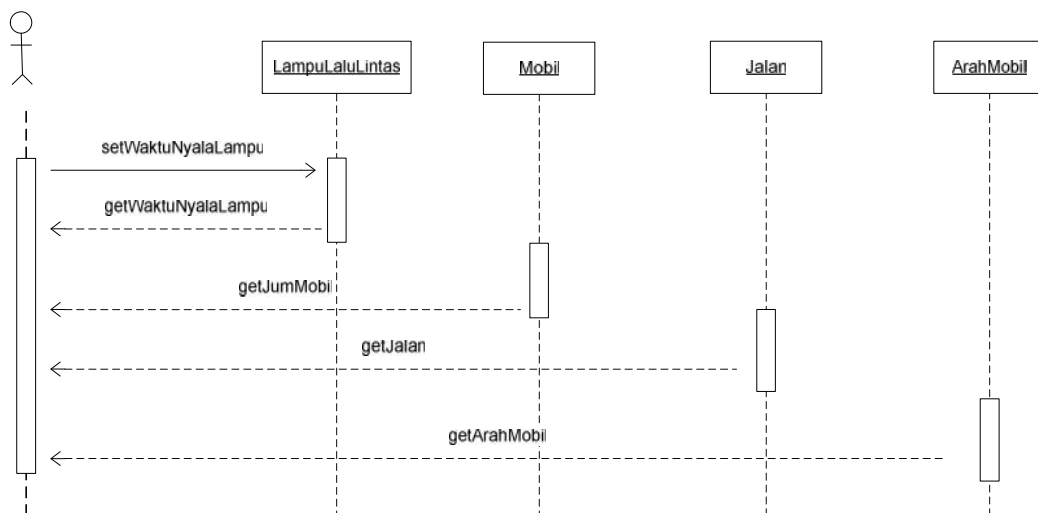 LampuLaluLintas
Mobil
Jalan
ArahMobil
setWaktuNyalaLampu
getWaktuNyalaLampu
getJumMobil
getJalan
getArahMobil